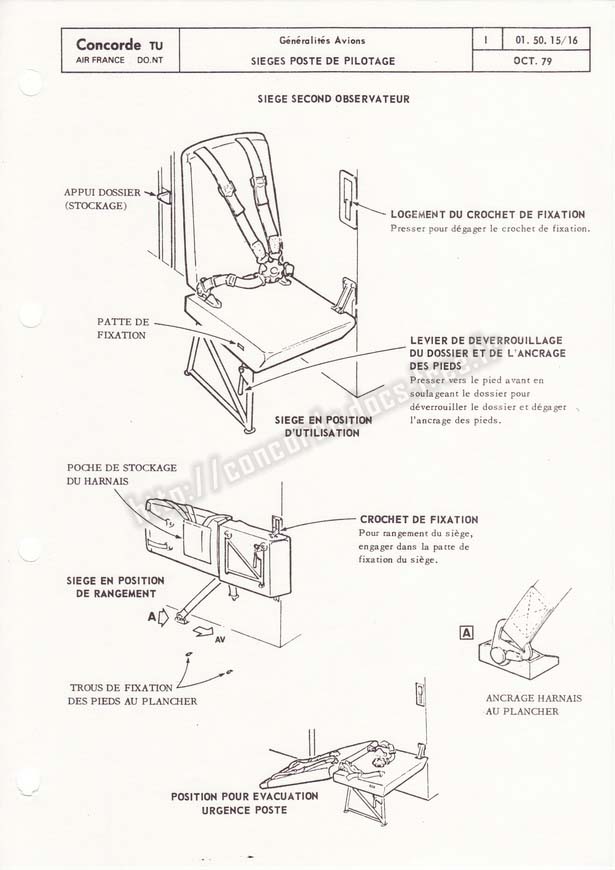 Concorde TU
AIR FRANCE DO.NT
Généralités Avions
SIEGES POSTE DE PILOTAGE
I
01. 50. 15/16
OCT. 79
SIEGE SECOND OBSERVATEUR
APPUI DOSSIER
(STOCKAGE)
LOGEMENT DU CROCHET DE FIXATION
Presser pour dégager le crochet de fixation.
PATTE DE
FIXATION
LEVIER DE DEVERROUILLAGE
DU DOSSIER ET DE L'ANCRAGE
DES PIEDS
Presser vers le pied avant en
soulageant le dossier pour
déverrouiller le dossier et dégager
l'ancrage des pieds.
SIEGE EN POSITION
D'UTILISATION
POCHE DE STOCKAGE
DU HARNAIS
CROCHET DE FIXATION
Pour rangement du siège,
engager dans la patte de
fixation du siège.
SIEGE EN POSITION
DE RANGEMENT
A
AV
A
TROUS DE FIXATION
DES PIEDS AU PLANCHER
ANCRAGE HARNAIS
AU PLANCHER
POSITION POUR EVACUATION
URGENCE POSTE